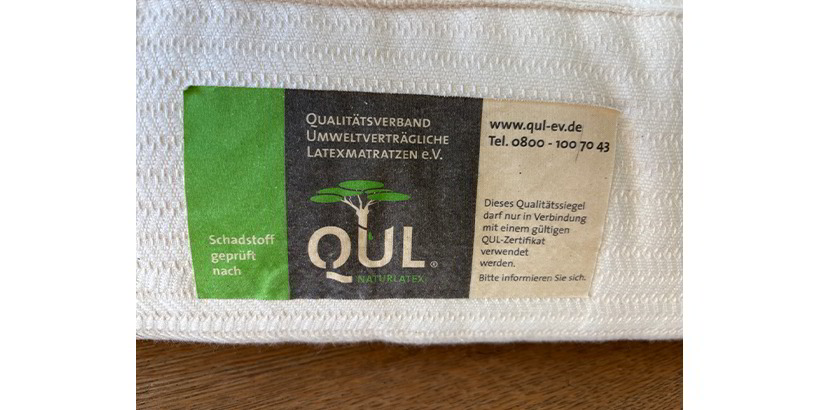 Schadstoff
geprüft
nach
QUALITÄTSVERBAND
UMWELTVERTRÄGLICHE
LATEXMATRATZEN e.V.
QUL®
NATURLATEX
www.qul-ev.de
Tel. 0800 - 100 70 43
Dieses Qualitätssiegel
darf nur in Verbindung
mit einem gültigen
QUL-Zertifikat
verwendet
werden.
Bitte informieren Sie sich.